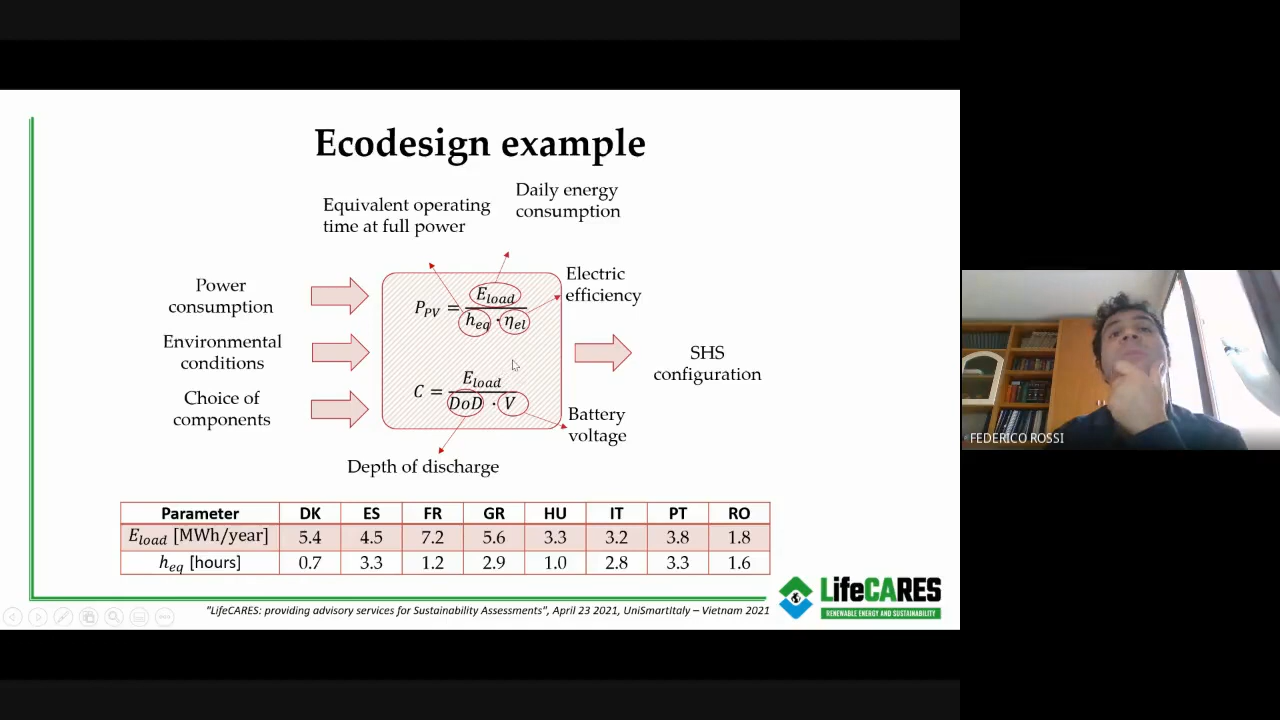 Ecodesign example
Equivalent operating
time at full power
Daily energy
consumption
Power
consumption
Environmental
conditions
Choice of
components
P_PV = E_load / (h_eq · η_el)
C = E_load / (DoD · V)
Electric
efficiency
Battery
voltage
Depth of discharge
SHS
configuration
Parameter DK ES FR GR HU IT PT RO
E_load [MWh/year] 5.4 4.5 7.2 5.6 3.3 3.2 3.8 1.8
h_eq [hours] 0.7 3.3 1.2 2.9 1.0 2.8 3.3 1.6
"LifeCARES: providing advisory services for Sustainability Assessments", April 23 2021, UniSmartItaly – Vietnam 2021
LifeCARES
RENEWABLE ENERGY AND SUSTAINABILITY
FEDERICO ROSSI